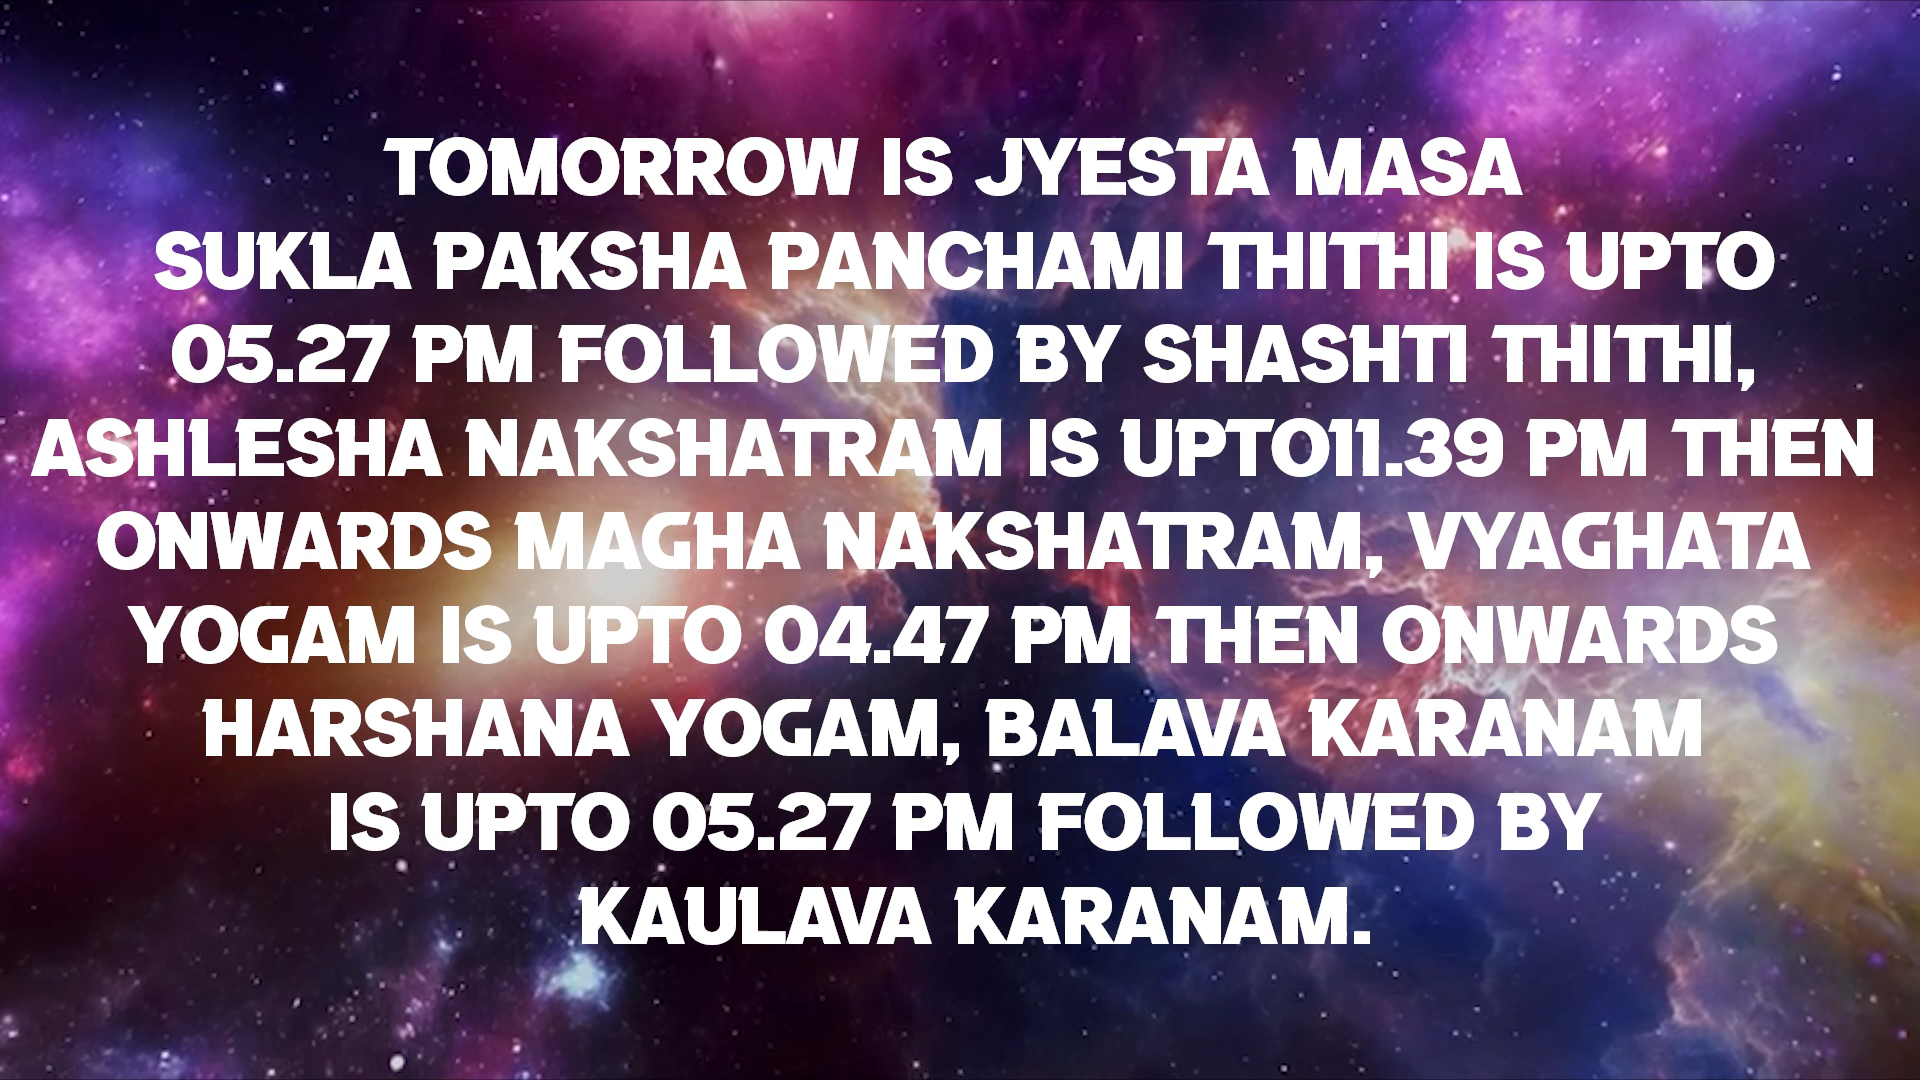 TOMORROW IS JYESTA MASA
SUKLA PAKSHA PANCHAMI THITHI IS UPTO
05.27 PM FOLLOWED BY SHASHTI THITHI,
ASHLESHA NAKSHATRAM IS UPTO11.39 PM THEN
ONWARDS MAGHA NAKSHATRAM, VYAGHATA
YOGAM IS UPTO 04.47 PM THEN ONWARDS
HARSHANA YOGAM, BALAVA KARANAM
IS UPTO 05.27 PM FOLLOWED BY
KAULAVA KARANAM.